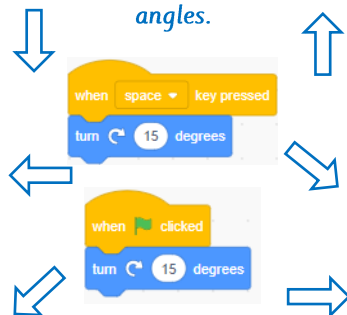 angles.
when space key pressed
turn 15 degrees
when clicked
turn 15 degrees